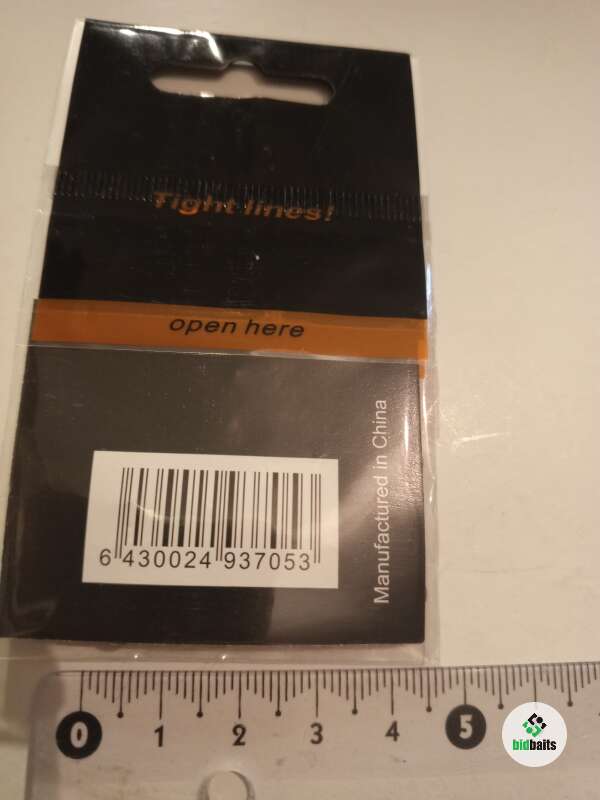 Tight lines!
open here
Manufactured in China
6 430024 937053
0 1 2 3 4 5
bidbaits